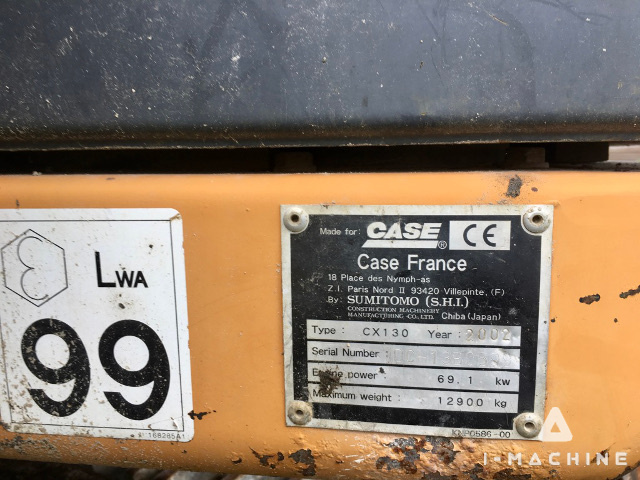 LWA
99
168285A1
Made for: CASE® CE
Case France
18 Place des Nymph-as
Z.I. Paris Nord II 93420 Villepinte, (F)
By: SUMITOMO (S.H.I.)
CONSTRUCTION MACHINERY
MANUFACTURING CO., LTD. Chiba (Japan)
Type: CX130 Year: 2002
Serial Number
Engine power: 69.1 kw
Maximum weight: 12900 kg
KNP0586-00
I-MACHINE